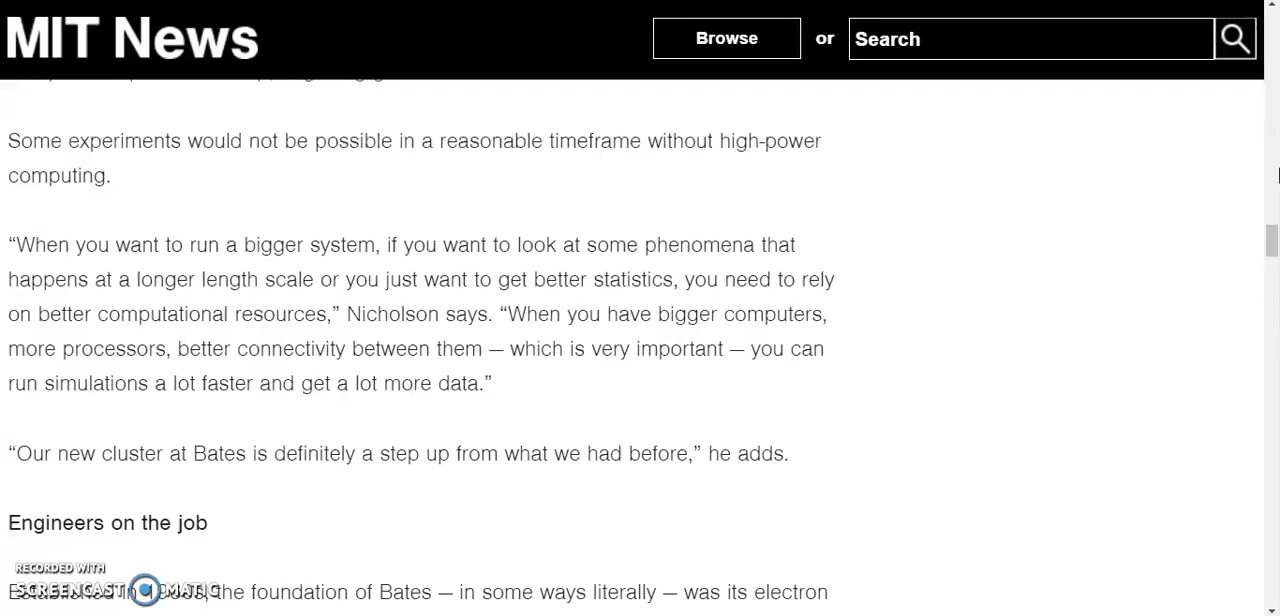 MIT News
Browse or Search
Some experiments would not be possible in a reasonable timeframe without high-power
computing.
“When you want to run a bigger system, if you want to look at some phenomena that
happens at a longer length scale or you just want to get better statistics, you need to rely
on better computational resources,” Nicholson says. “When you have bigger computers,
more processors, better connectivity between them — which is very important — you can
run simulations a lot faster and get a lot more data.”
“Our new cluster at Bates is definitely a step up from what we had before,” he adds.
Engineers on the job
RECORDED WITH
SCREENCAST MATIC
the foundation of Bates — in some ways literally — was its electron